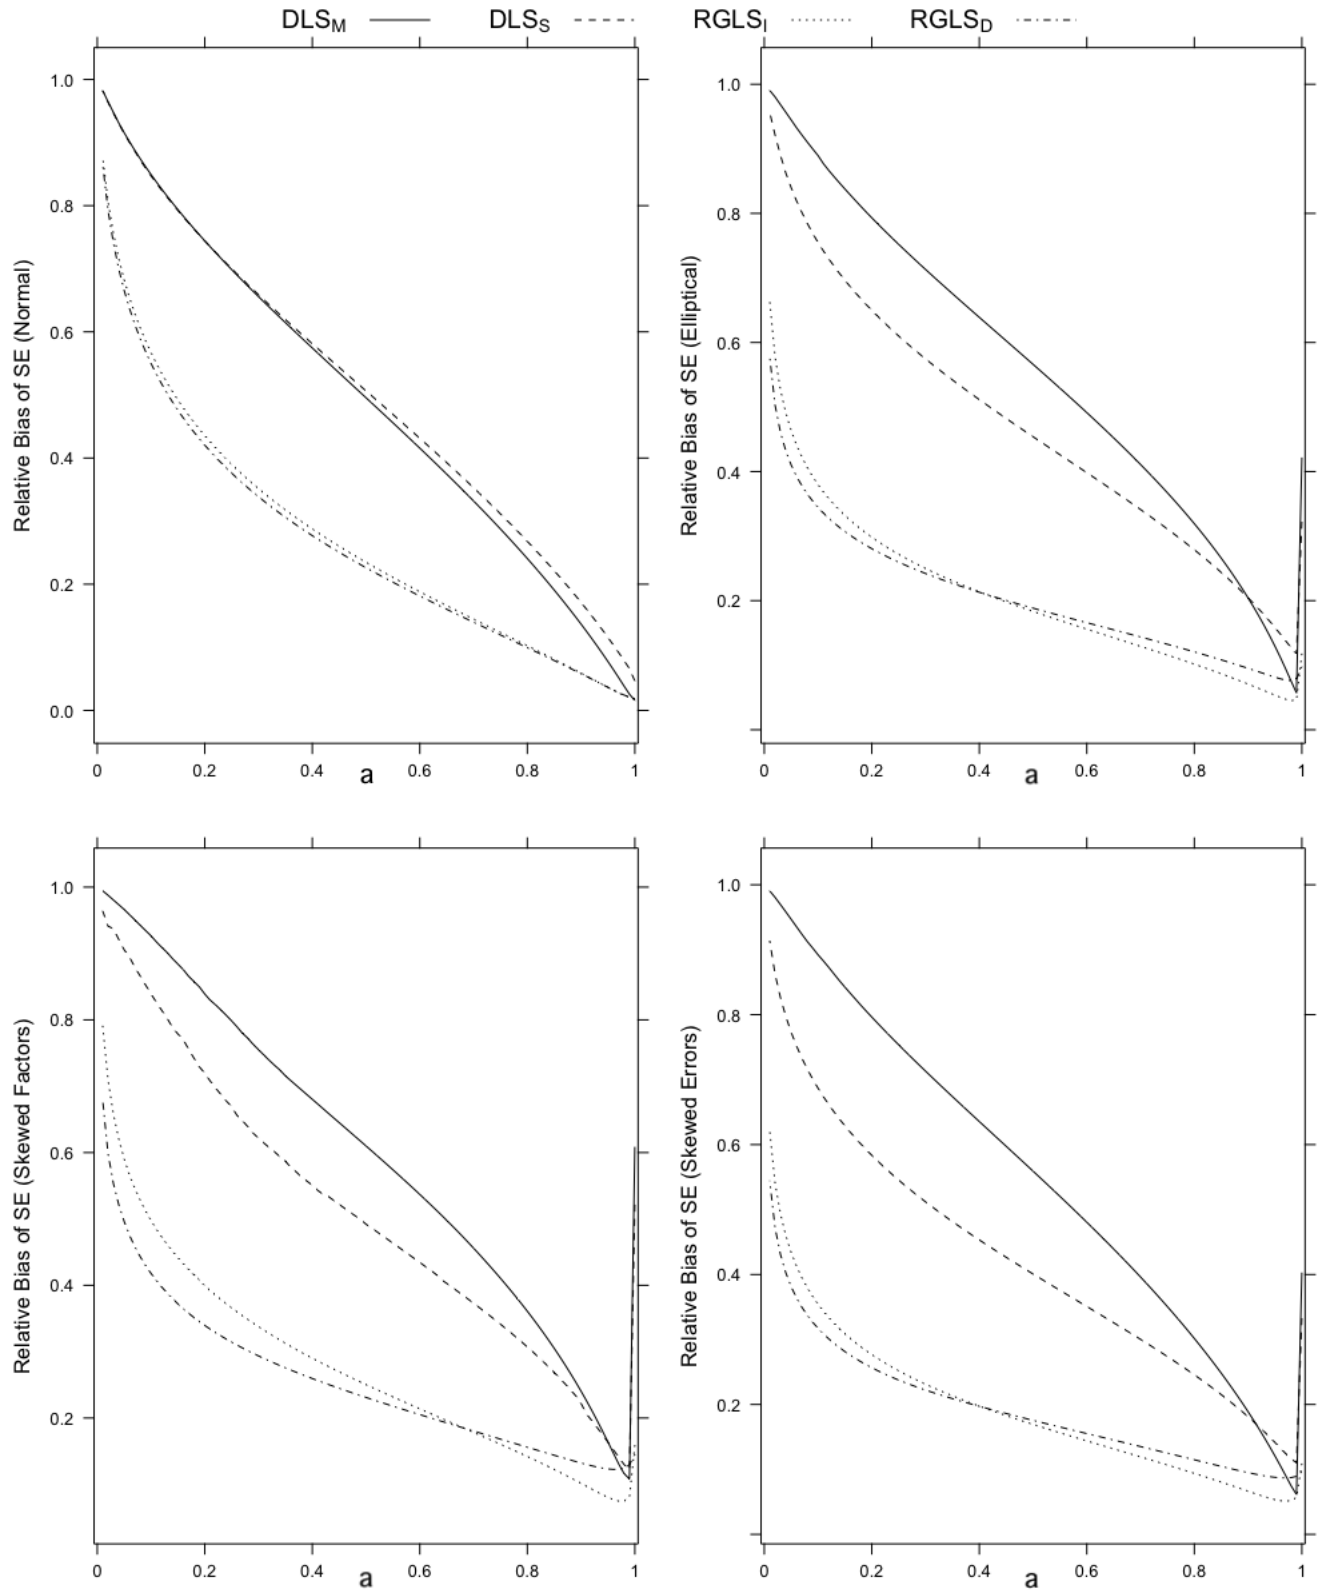 DLSM DLSS RGLSI RGLSD
Relative Bias of SE (Normal)
1.0
0.8
0.6
0.4
0.2
0.0
0 0.2 0.4 0.6 0.8 1
a
Relative Bias of SE (Elliptical)
1.0
0.8
0.6
0.4
0.2
0 0.2 0.4 0.6 0.8 1
a
Relative Bias of SE (Skewed Factors)
1.0
0.8
0.6
0.4
0.2
0 0.2 0.4 0.6 0.8 1
a
Relative Bias of SE (Skewed Errors)
1.0
0.8
0.6
0.4
0.2
0 0.2 0.4 0.6 0.8 1
a